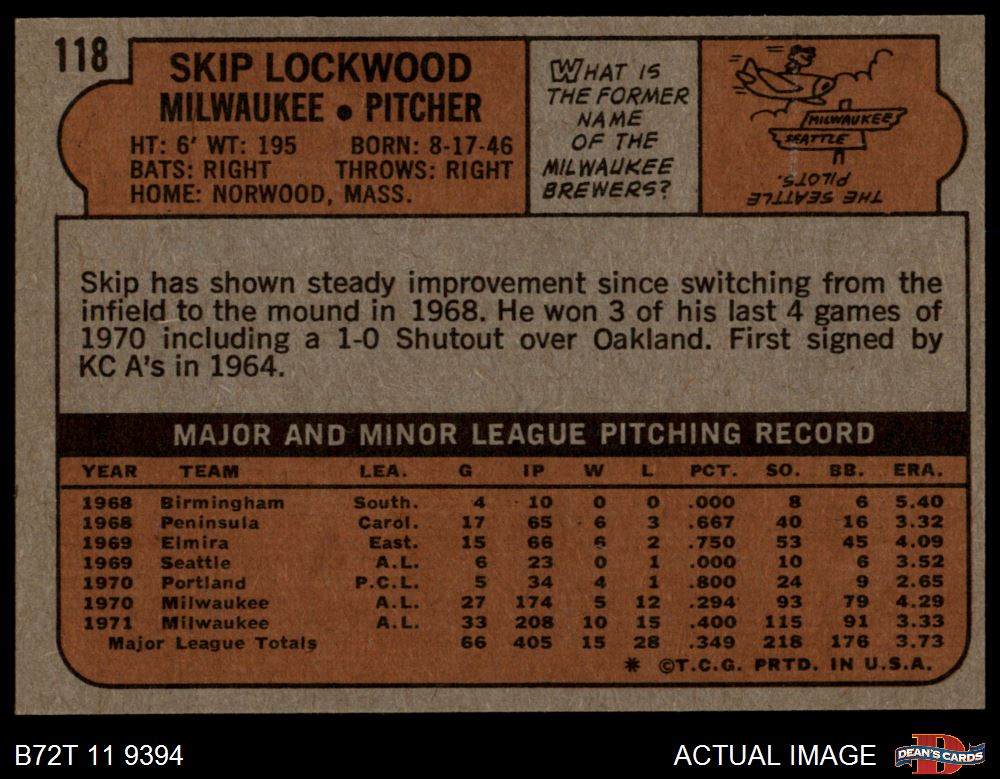 118
SKIP LOCKWOOD
MILWAUKEE • PITCHER
HT: 6' WT: 195 BORN: 8-17-46
BATS: RIGHT THROWS: RIGHT
HOME: NORWOOD, MASS.
WHAT IS
THE FORMER
NAME
OF THE
MILWAUKEE
BREWERS?
MILWAUKEE
SEATTLE
THE SEATTLE
PILOTS.
Skip has shown steady improvement since switching from the
infield to the mound in 1968. He won 3 of his last 4 games of
1970 including a 1-0 Shutout over Oakland. First signed by
KC A's in 1964.
MAJOR AND MINOR LEAGUE PITCHING RECORD
YEAR TEAM LEA. G IP W L PCT. SO. BB. ERA.
1968 Birmingham South. 4 10 0 0 .000 8 6 5.40
1968 Peninsula Carol. 17 65 6 3 .667 40 16 3.32
1969 Elmira East. 15 66 6 2 .750 53 45 4.09
1969 Seattle A.L. 6 23 0 1 .000 10 6 3.52
1970 Portland P.C.L. 5 34 4 1 .800 24 9 2.65
1970 Milwaukee A.L. 27 174 5 12 .294 93 79 4.29
1971 Milwaukee A.L. 33 208 10 15 .400 115 91 3.33
Major League Totals 66 405 15 28 .349 218 176 3.73
* ©T.C.G. PRTD. IN U.S.A.
B72T 11 9394
ACTUAL IMAGE
DEAN'S CARDS